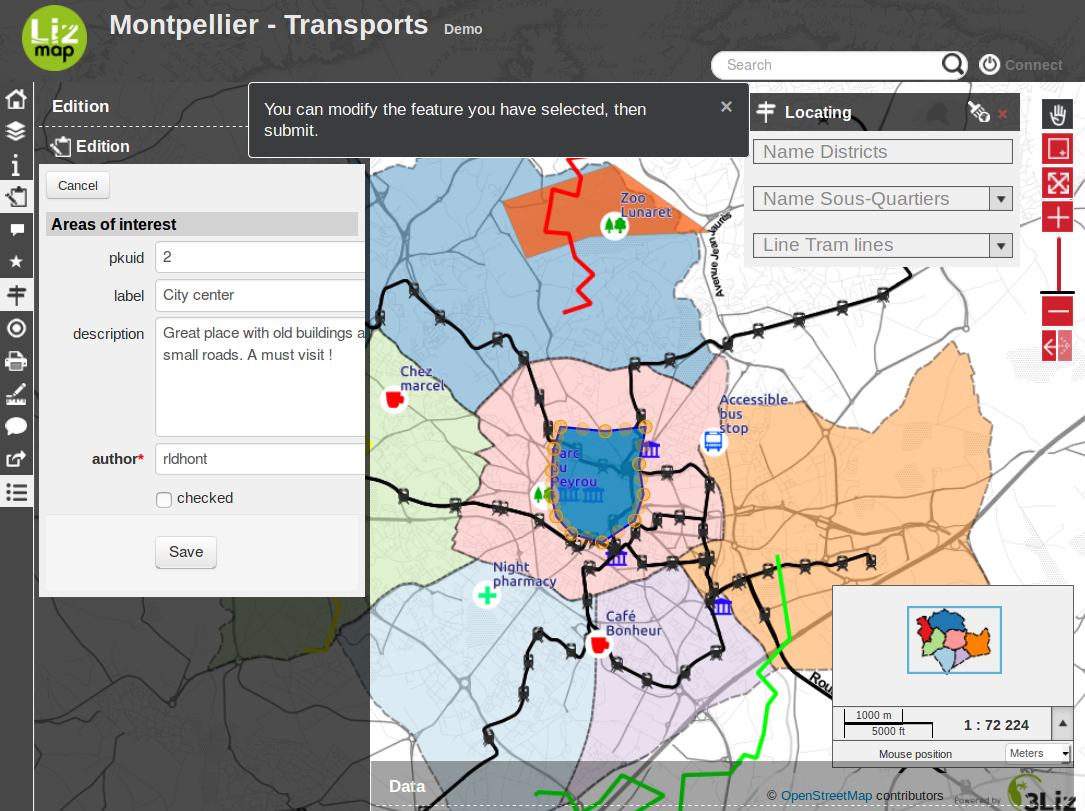 Liz
map
Montpellier - Transports Demo
Search
Connect
Edition
You can modify the feature you have selected, then
submit.
Locating
Edition
Name Districts
Cancel
Name Sous-Quartiers
Areas of interest
Line Tram lines
pkuid 2
label City center
description Great place with old buildings a
small roads. A must visit !
author* rldhont
checked
Save
Zoo
Lunaret
Avenue Jean
Chez
marcel
Accessible
bus
stop
Parc
du
Peyrou
Night
pharmacy
Café
Bonheur
Rou
1000 m
5000 ft
1 : 72 224
Mouse position Meters
Data
© OpenStreetMap contributors
Powered by 3Liz